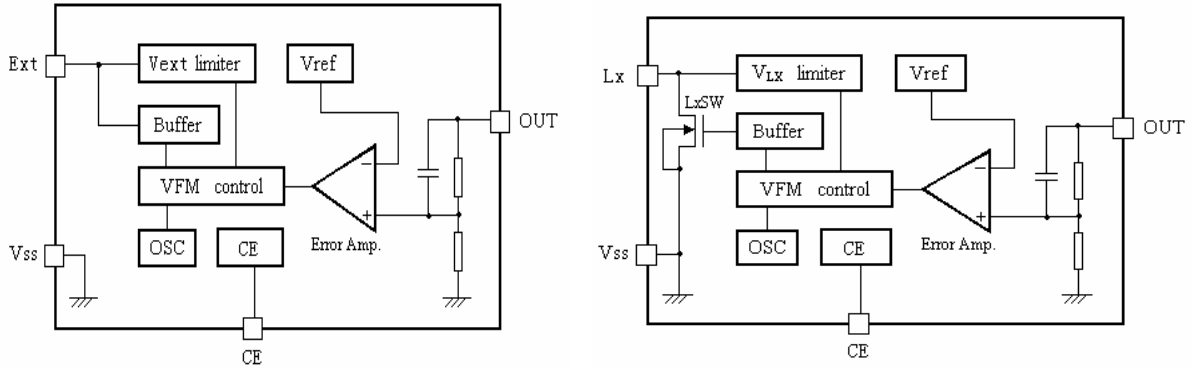 Ext
Vext limiter
Vref
Buffer
OUT
VFM control
−
+
Error Amp.
Vss
OSC
CE
CE
Lx
VLX limiter
Vref
LxSW
Buffer
OUT
VFM control
−
+
Error Amp.
Vss
OSC
CE
CE